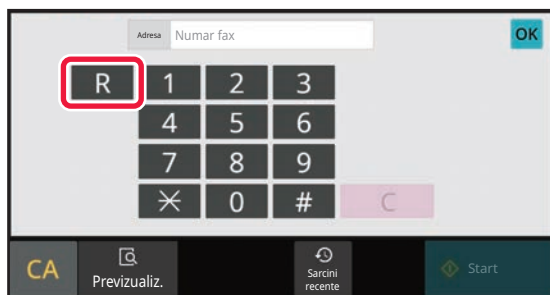 Adresa Numar fax OK
R 1 2 3
4 5 6
7 8 9
* 0 # C
CA Previzualiz. Sarcini recente Start